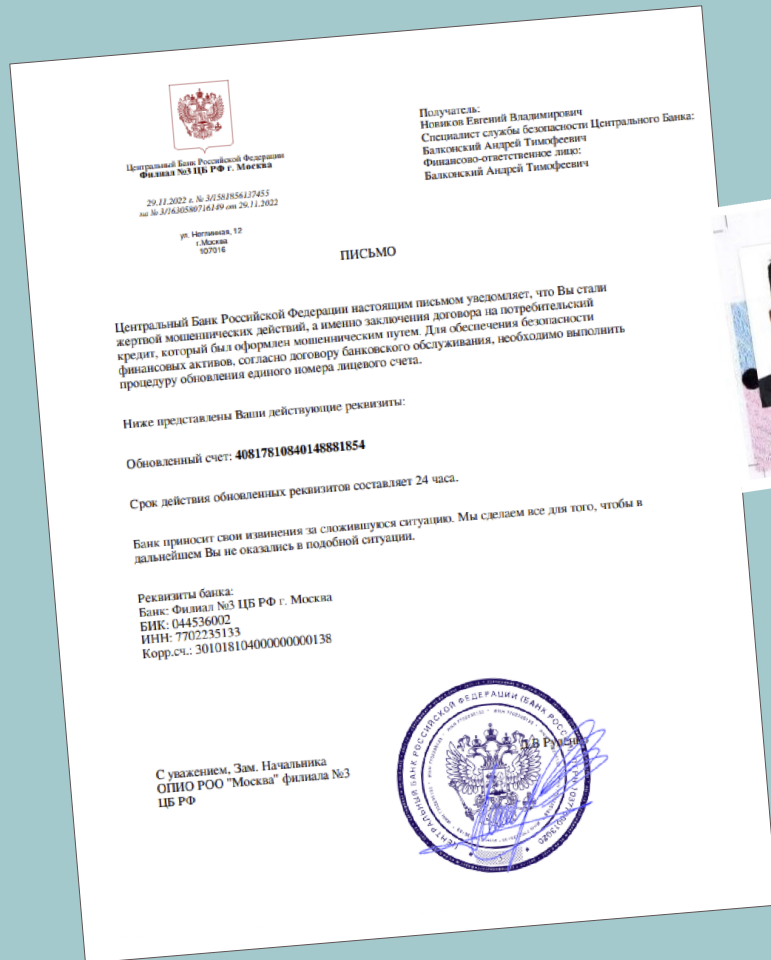 Центральный Банк Российской Федерации
Филиал №3 ЦБ РФ г. Москва
29.11.2022 г. № 3/1581856137455
на № 3/1630580716149 от 29.11.2022
ул. Неглинная, 12
г.Москва
107016
Получатель:
Новиков Евгений Владимирович
Специалист службы безопасности Центрального Банка:
Балконский Андрей Тимофеевич
Финансово-ответственное лицо:
Балконский Андрей Тимофеевич
ПИСЬМО
Центральный Банк Российской Федерации настоящим письмом уведомляет, что Вы стали
жертвой мошеннических действий, а именно заключения договора на потребительский
кредит, который был оформлен мошенническим путем. Для обеспечения безопасности
финансовых активов, согласно договору банковского обслуживания, необходимо выполнить
процедуру обновления единого номера лицевого счета.
Ниже представлены Ваши действующие реквизиты:
Обновленный счет: 40817810840148881854
Срок действия обновленных реквизитов составляет 24 часа.
Банк приносит свои извинения за сложившуюся ситуацию. Мы сделаем все для того, чтобы в
дальнейшем Вы не оказались в подобной ситуации.
Реквизиты банка:
Банк: Филиал №3 ЦБ РФ г. Москва
БИК: 044536002
ИНН: 7702235133
Корр.сч.: 301018104000000000138
С уважением, Зам. Начальника
ОПИО РОО "Москва" филиала №3
ЦБ РФ
ЦЕНТРАЛЬНЫЙ БАНК РОССИЙСКОЙ ФЕДЕРАЦИИ (БАНК